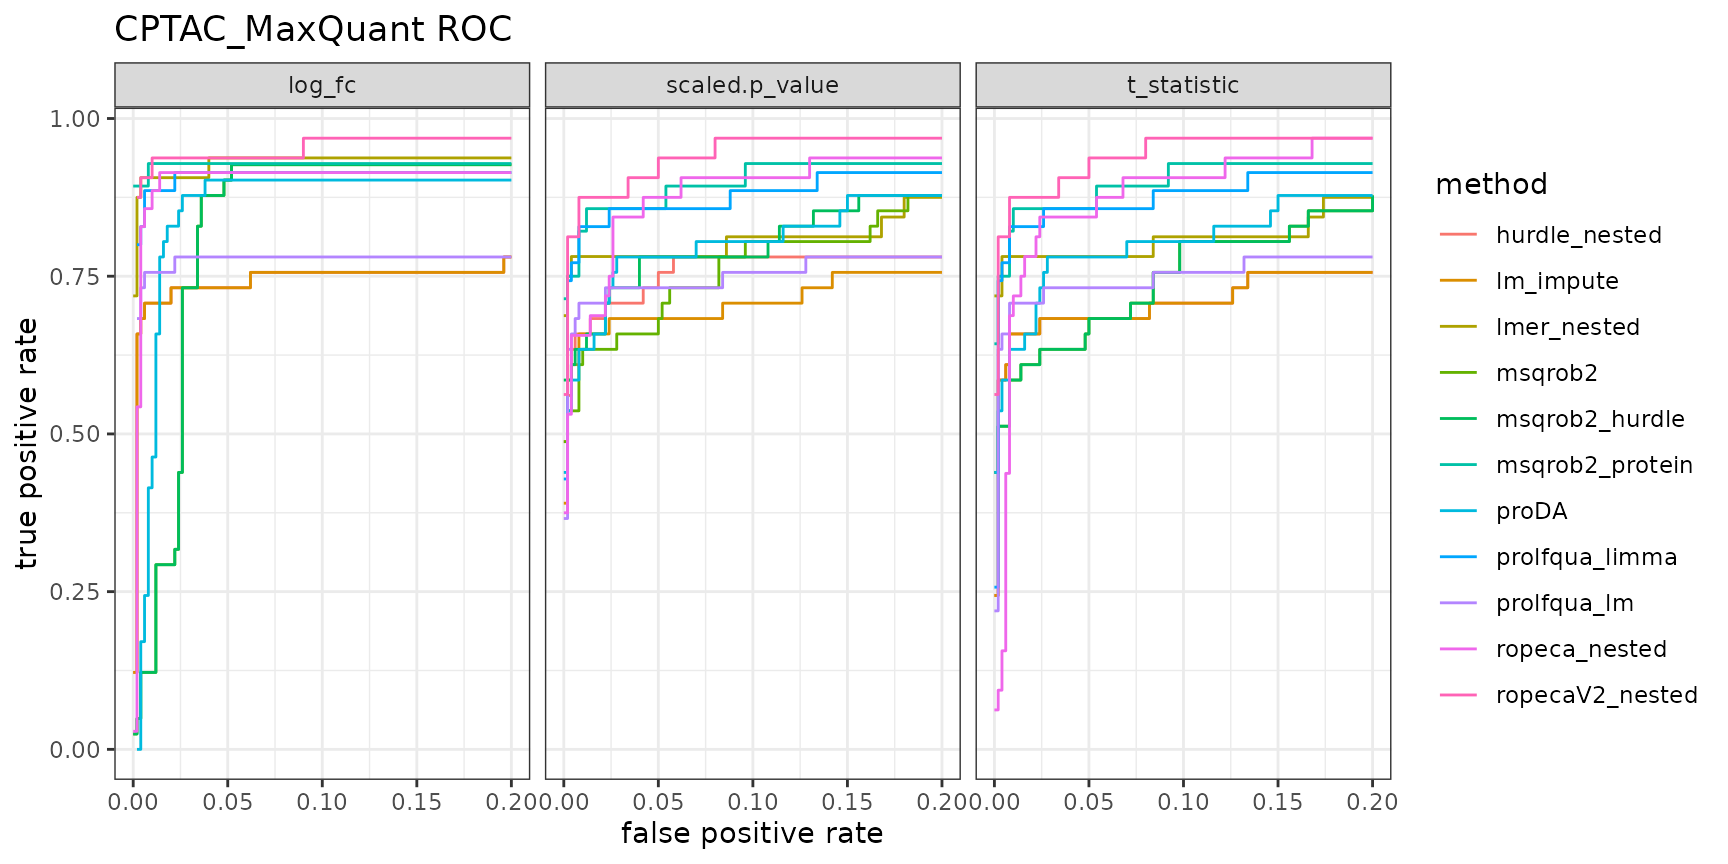 CPTAC_MaxQuant ROC
log_fc
scaled.p_value
t_statistic
true positive rate
1.00
0.75
0.50
0.25
0.00
0.00 0.05 0.10 0.15 0.20
0.00 0.05 0.10 0.15 0.20
0.00 0.05 0.10 0.15 0.20
false positive rate
method
hurdle_nested
lm_impute
lmer_nested
msqrob2
msqrob2_hurdle
msqrob2_protein
proDA
prolfqua_limma
prolfqua_lm
ropeca_nested
ropecaV2_nested